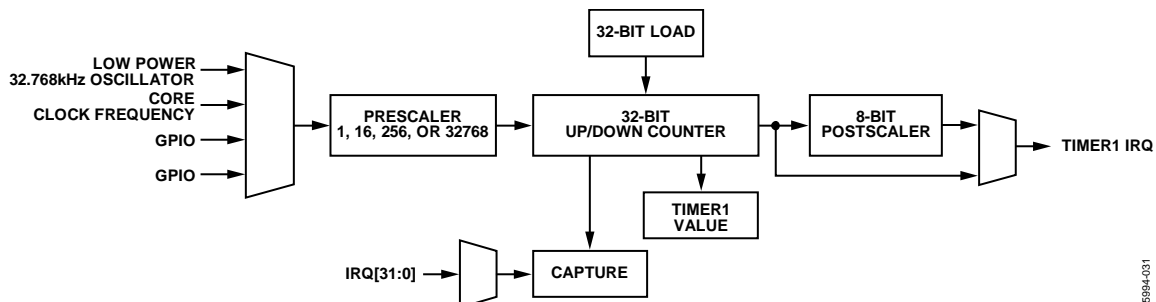 32-BIT LOAD
LOW POWER
32.768kHz OSCILLATOR
CORE
CLOCK FREQUENCY
GPIO
GPIO
PRESCALER
1, 16, 256, OR 32768
32-BIT
UP/DOWN COUNTER
8-BIT
POSTSCALER
TIMER1 IRQ
TIMER1
VALUE
IRQ[31:0]
CAPTURE
5994-031